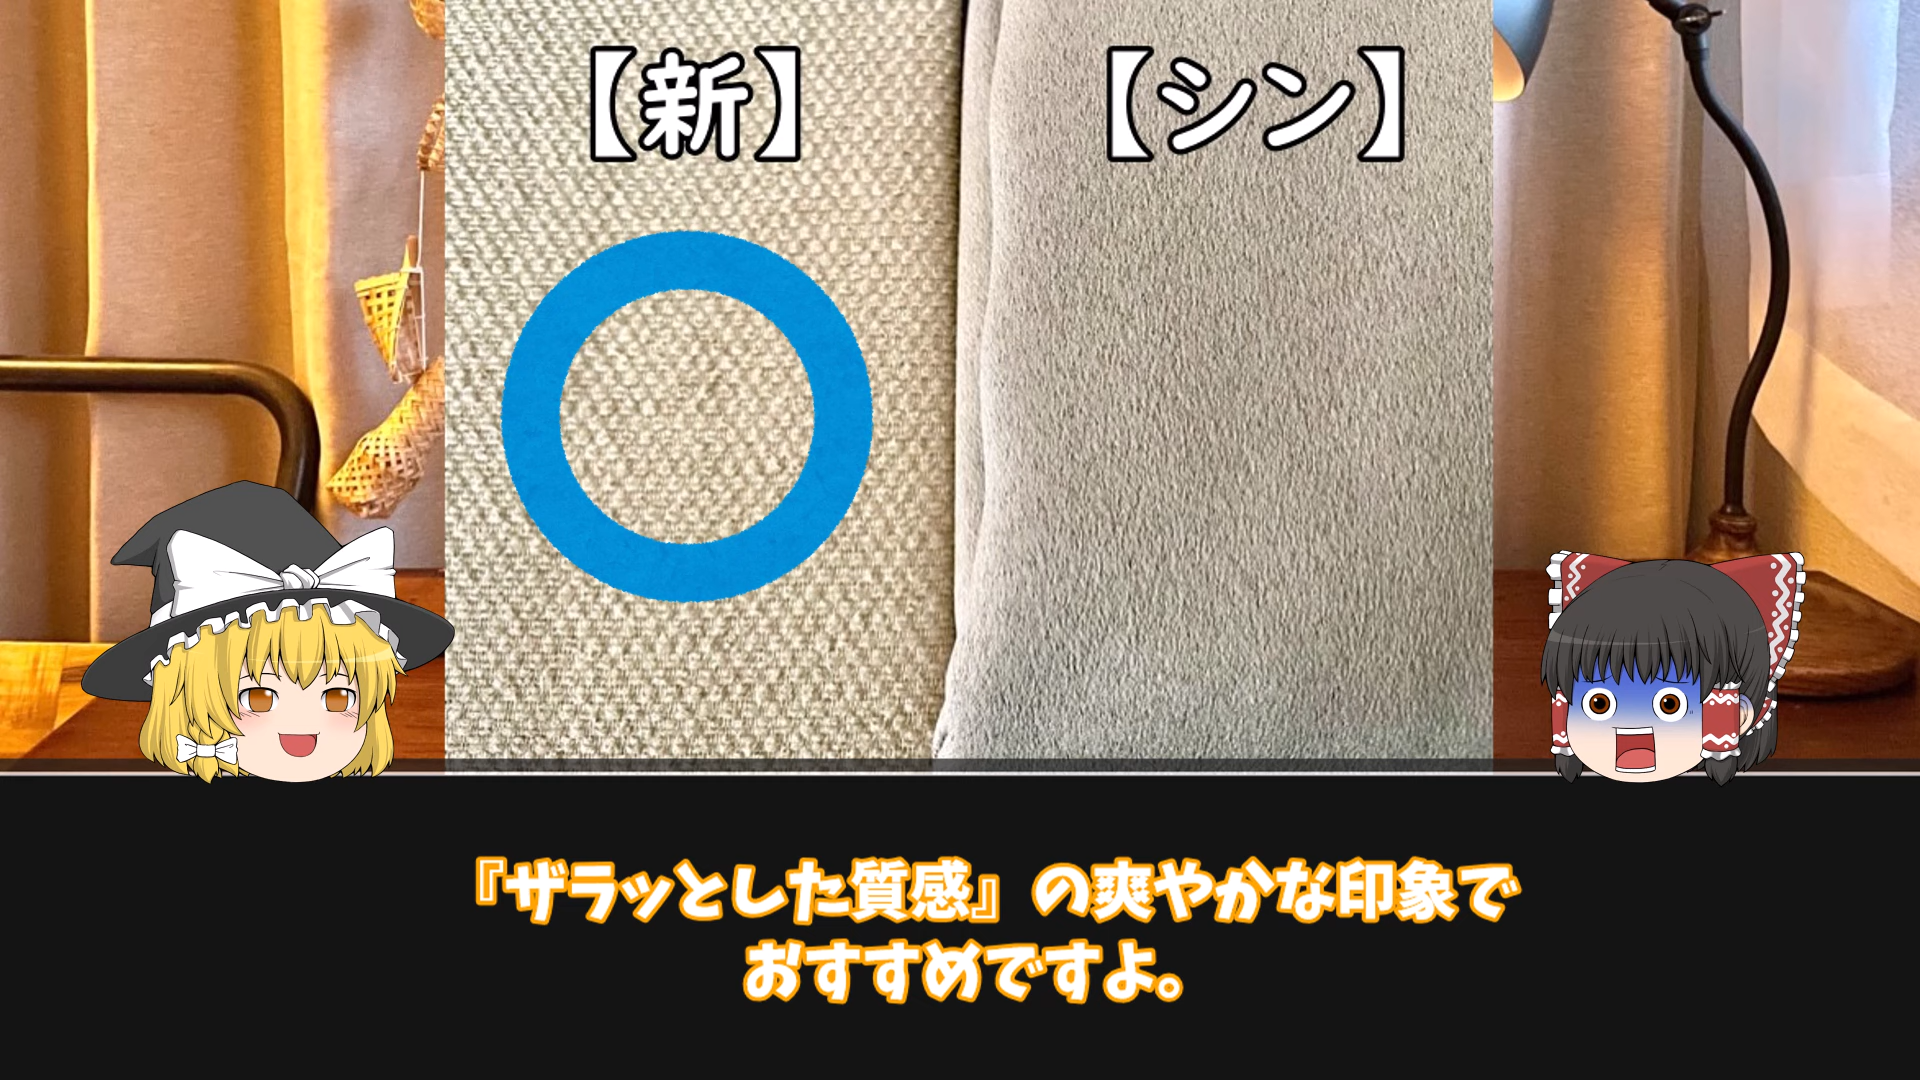 【新】
【シン】
『ザラッとした質感』の爽やかな印象で
おすすめですよ。